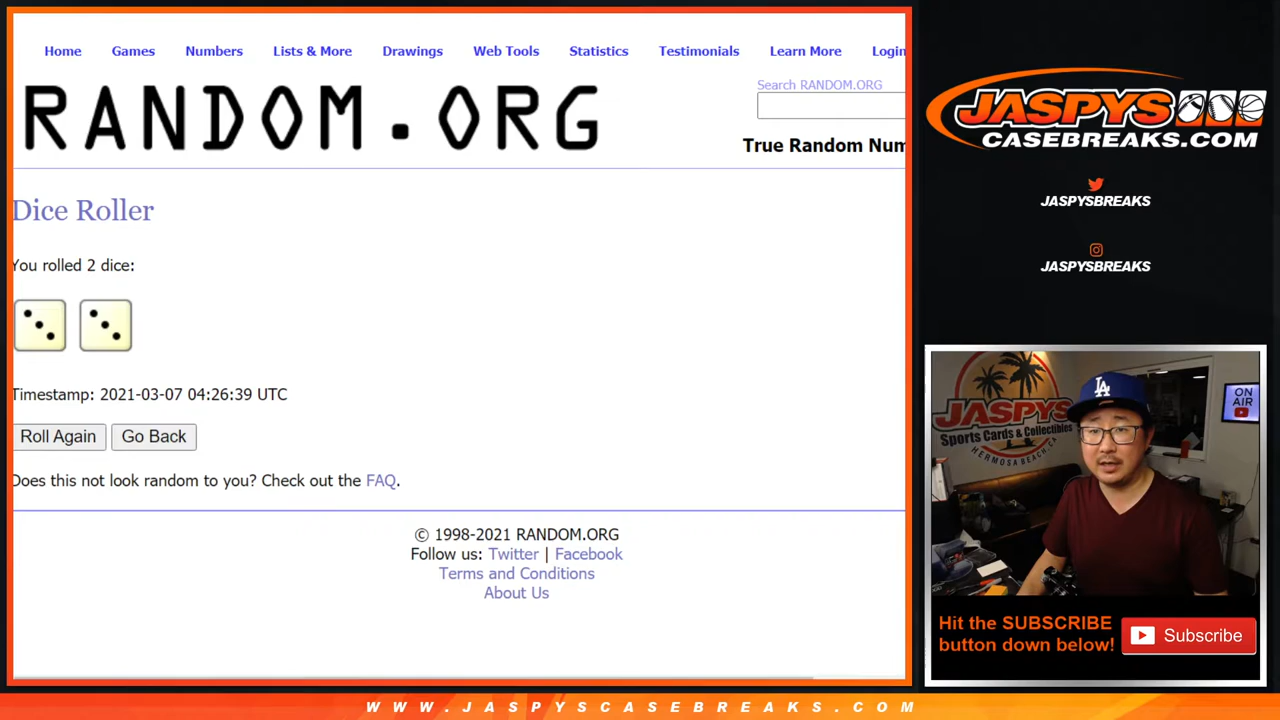 Home Games Numbers Lists & More Drawings Web Tools Statistics Testimonials Learn More Login
RANDOM.ORG
Search RANDOM.ORG
True Random Num
Dice Roller
You rolled 2 dice:
Timestamp: 2021-03-07 04:26:39 UTC
Roll Again Go Back
Does this not look random to you? Check out the FAQ.
© 1998-2021 RANDOM.ORG
Follow us: Twitter | Facebook
Terms and Conditions
About Us
JASPYS
CASEBREAKS.COM
JASPYSBREAKS
JASPYSBREAKS
JASPYS
Sports Cards & Collectibles
HERMOSA BEACH, CA
LA
ON
AIR
Hit the SUBSCRIBE
button down below!
Subscribe
WWW.JASPYSCASEBREAKS.COM